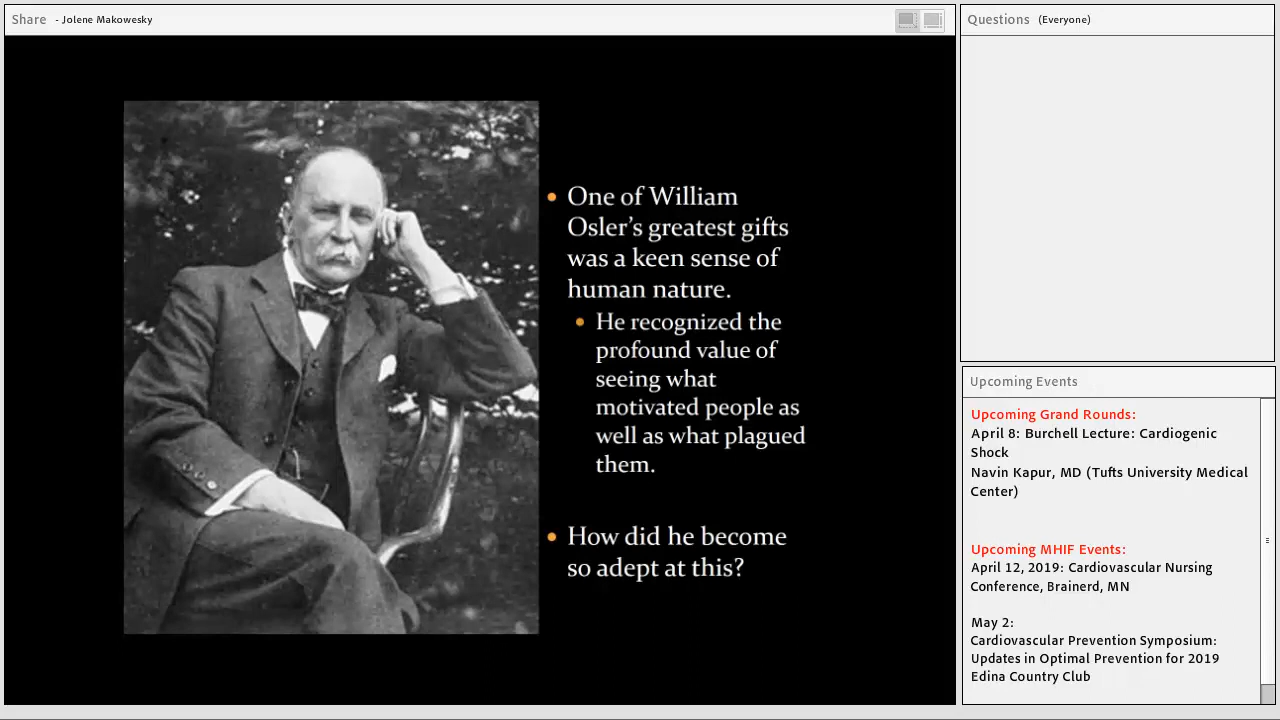 Share - Jolene Makowesky
One of William
Osler's greatest gifts
was a keen sense of
human nature.
He recognized the
profound value of
seeing what
motivated people as
well as what plagued
them.
How did he become
so adept at this?
Questions (Everyone)
Upcoming Events
Upcoming Grand Rounds:
April 8: Burchell Lecture: Cardiogenic
Shock
Navin Kapur, MD (Tufts University Medical
Center)
Upcoming MHIF Events:
April 12, 2019: Cardiovascular Nursing
Conference, Brainerd, MN
May 2:
Cardiovascular Prevention Symposium:
Updates in Optimal Prevention for 2019
Edina Country Club